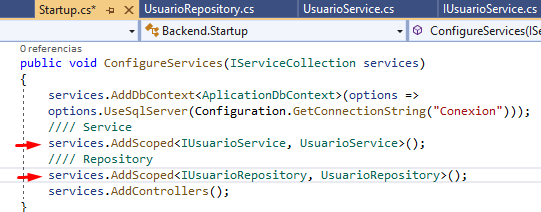 Startup.cs* UsuarioRepository.cs UsuarioService.cs IUsuarioService.cs
Backend.Startup ConfigureServices(ISe
0 referencias
public void ConfigureServices(IServiceCollection services)
{
services.AddDbContext<AplicationDbContext>(options =>
options.UseSqlServer(Configuration.GetConnectionString("Conexion")));
//// Service
services.AddScoped<IUsuarioService, UsuarioService>();
//// Repository
services.AddScoped<IUsuarioRepository, UsuarioRepository>();
services.AddControllers();
}